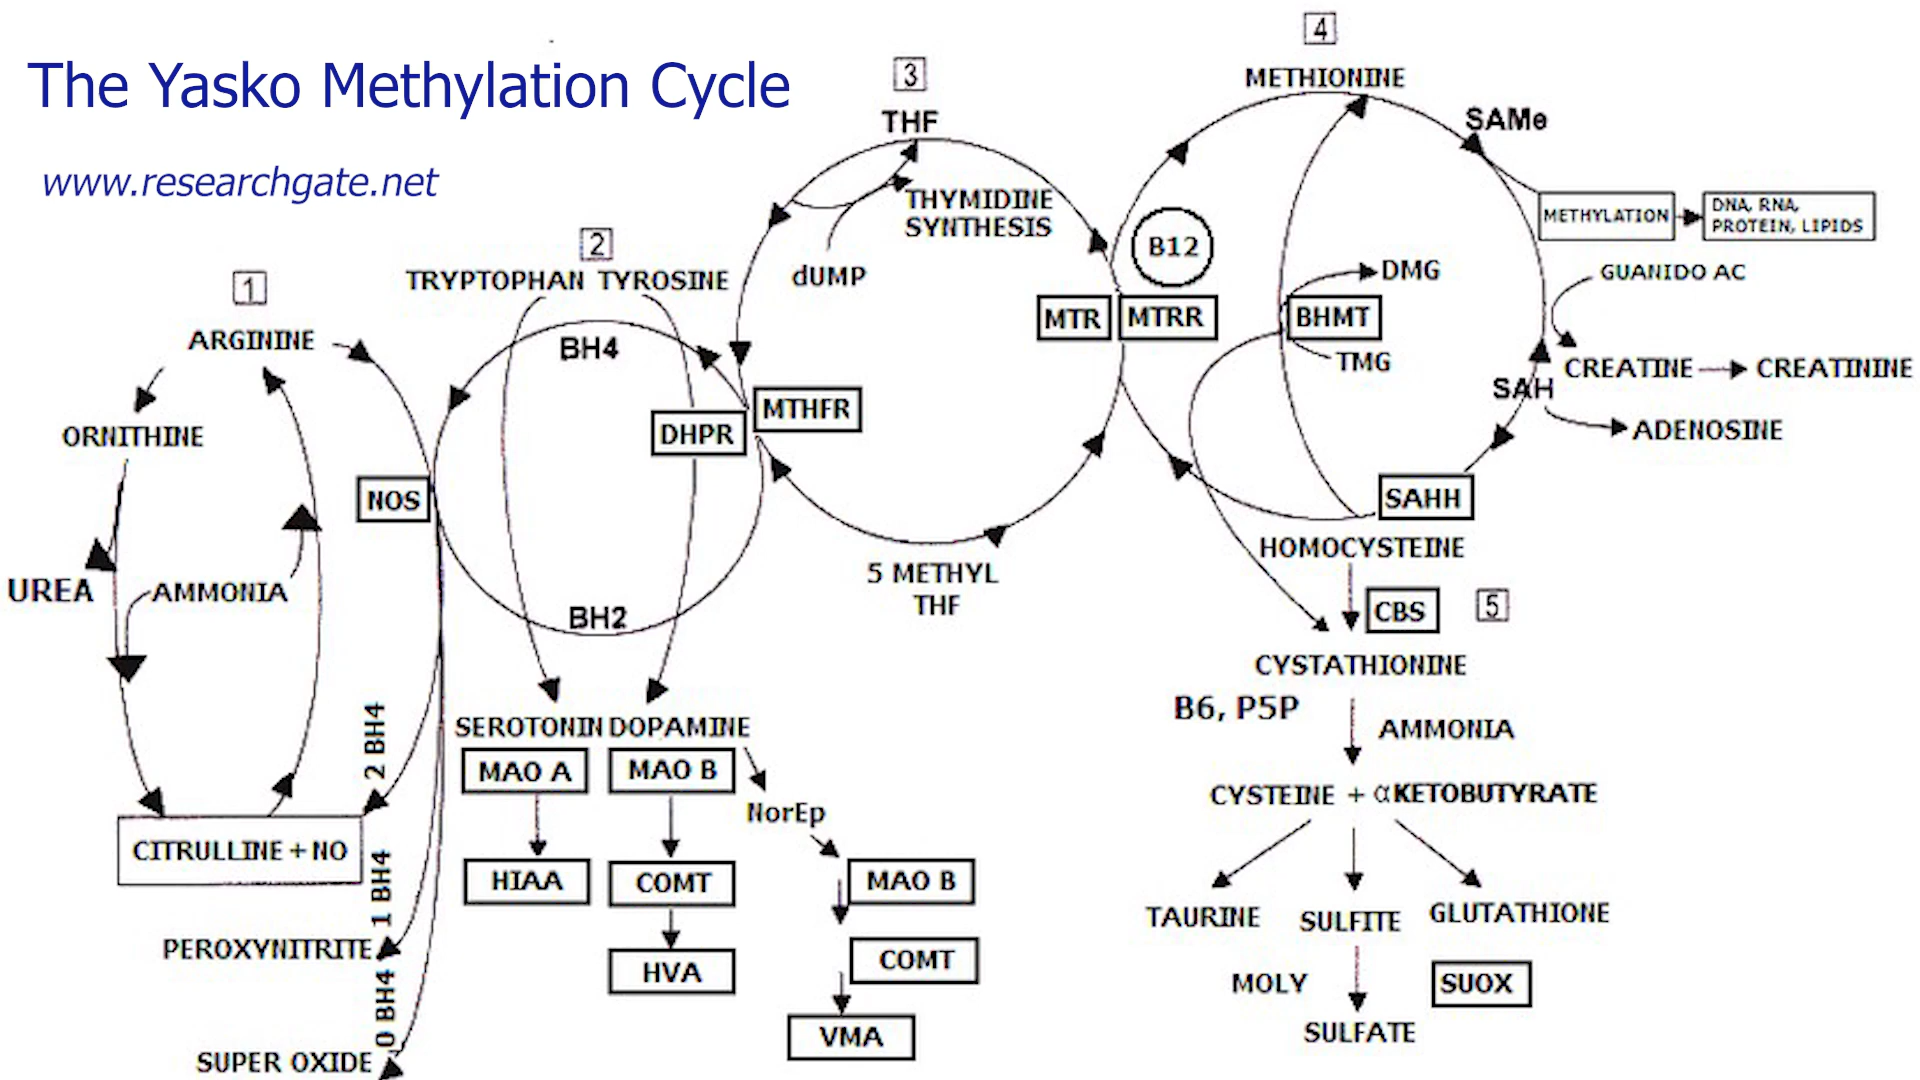 The Yasko Methylation Cycle
www.researchgate.net
1
ARGININE
ORNITHINE
UREA
AMMONIA
NOS
CITRULLINE + NO
2 BH4
1 BH4
PEROXYNITRITE
0 BH4
SUPER OXIDE
2
TRYPTOPHAN TYROSINE
BH4
DHPR
MTHFR
BH2
SEROTONIN DOPAMINE
MAO A
MAO B
NorEp
HIAA
COMT
MAO B
HVA
COMT
VMA
3
THF
THYMIDINE
SYNTHESIS
dUMP
MTR
MTRR
B12
5 METHYL
THF
4
METHIONINE
SAMe
METHYLATION
DNA, RNA,
PROTEIN, LIPIDS
DMG
GUANIDO AC
BHMT
TMG
CREATINE
CREATININE
SAH
ADENOSINE
SAHH
HOMOCYSTEINE
CBS
5
CYSTATHIONINE
B6, P5P
AMMONIA
CYSTEINE + αKETOBUTYRATE
TAURINE
SULFITE
GLUTATHIONE
MOLY
SUOX
SULFATE